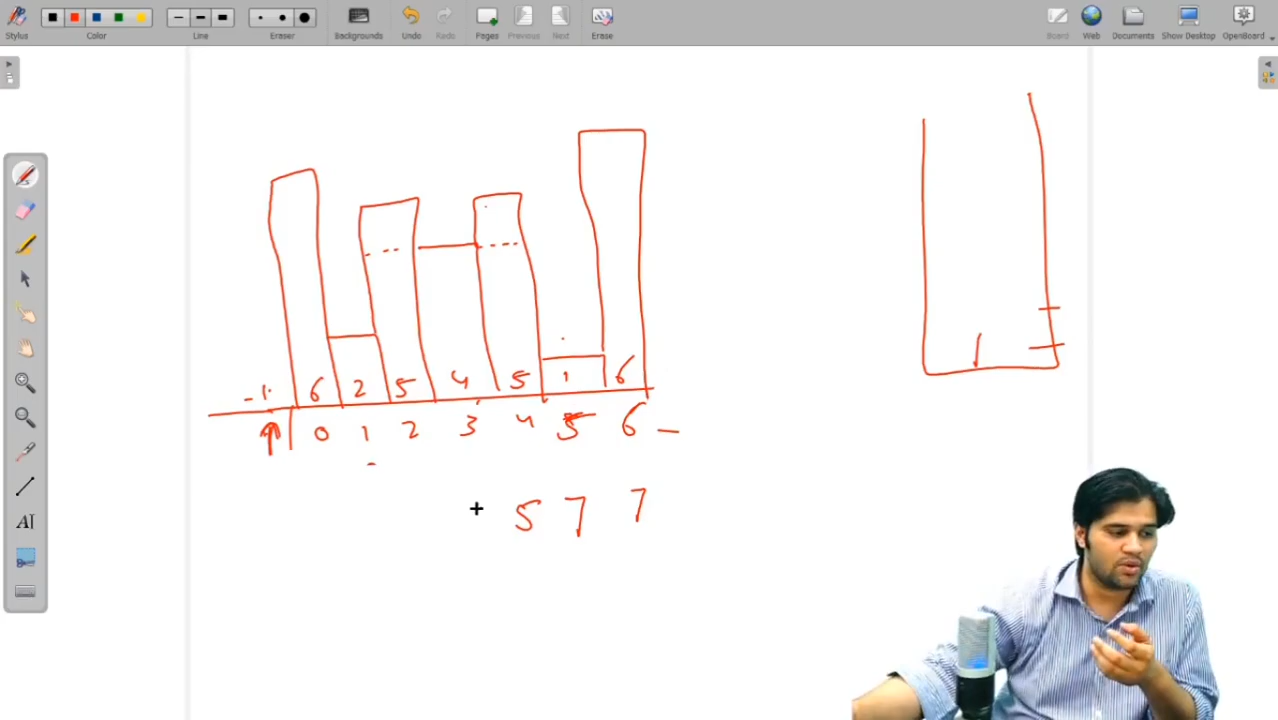 Stylus Color Line Eraser Backgrounds Undo Redo Pages Previous Next Erase Board Web Documents Show Desktop OpenBoard
-1 6 2 5 4 5 1 6
0 1 2 3 4 5 6
5 7 7
AI